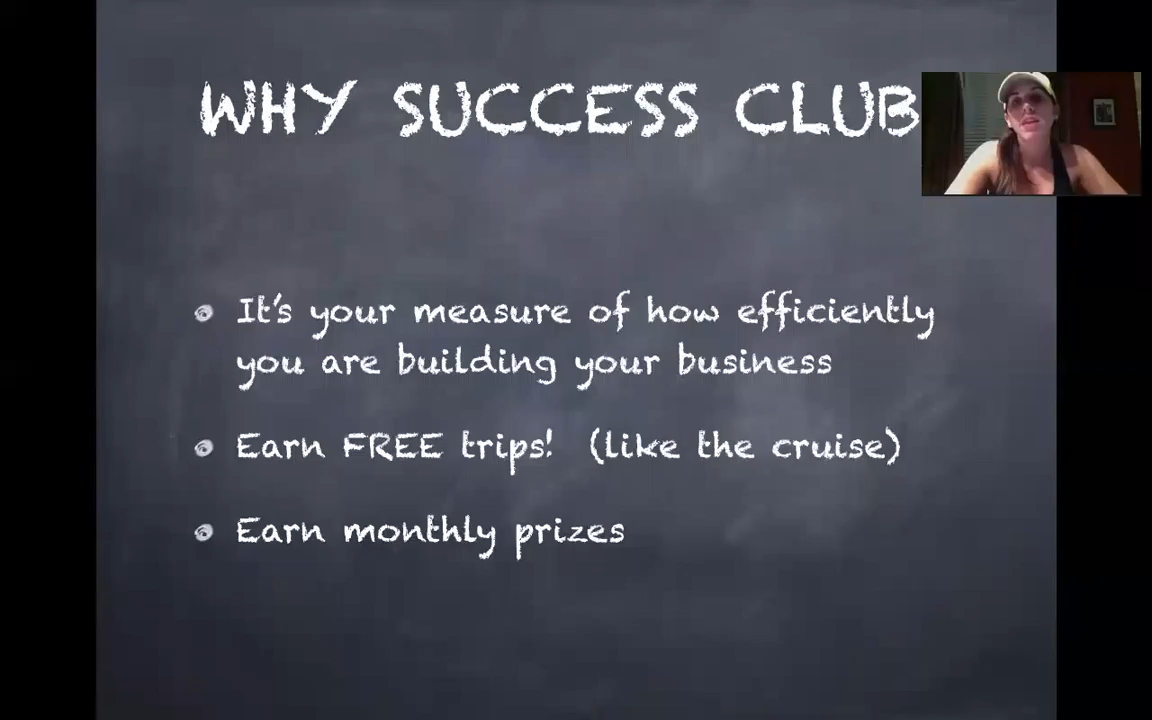 WHY SUCCESS CLUB
It's your measure of how efficiently
you are building your business
Earn FREE trips! (like the cruise)
Earn monthly prizes